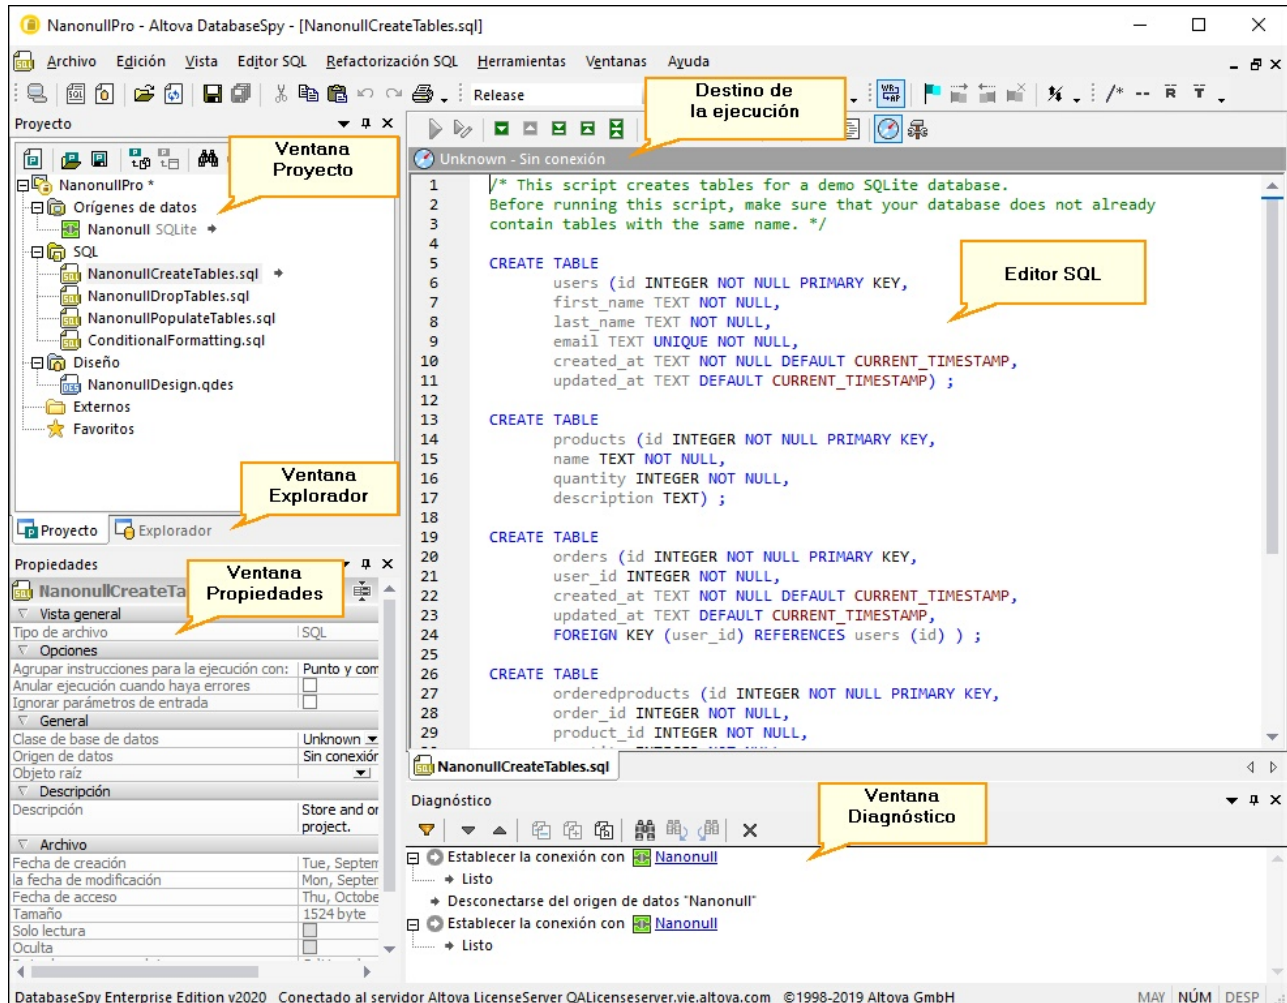 NanonullPro - Altova DatabaseSpy - [NanonullCreateTables.sql]
Archivo Edición Vista Editor SQL Refactorización SQL Herramientas Ventanas Ayuda
Release
Destino de
la ejecución
Proyecto
Ventana
Proyecto
NanonullPro *
Orígenes de datos
Nanonull SQLite
SQL
NanonullCreateTables.sql
NanonullDropTables.sql
NanonullPopulateTables.sql
ConditionalFormatting.sql
Diseño
NanonullDesign.qdes
Externos
Favoritos
Ventana
Explorador
Proyecto Explorador
Unknown - Sin conexión
1 /* This script creates tables for a demo SQLite database.
2 Before running this script, make sure that your database does not already
3 contain tables with the same name. */
4
5 CREATE TABLE
6 users (id INTEGER NOT NULL PRIMARY KEY,
7 first_name TEXT NOT NULL,
8 last_name TEXT NOT NULL,
9 email TEXT UNIQUE NOT NULL,
10 created_at TEXT NOT NULL DEFAULT CURRENT_TIMESTAMP,
11 updated_at TEXT DEFAULT CURRENT_TIMESTAMP) ;
12
13 CREATE TABLE
14 products (id INTEGER NOT NULL PRIMARY KEY,
15 name TEXT NOT NULL,
16 quantity INTEGER NOT NULL,
17 description TEXT) ;
18
19 CREATE TABLE
20 orders (id INTEGER NOT NULL PRIMARY KEY,
21 user_id INTEGER NOT NULL,
22 created_at TEXT NOT NULL DEFAULT CURRENT_TIMESTAMP,
23 updated_at TEXT DEFAULT CURRENT_TIMESTAMP,
24 FOREIGN KEY (user_id) REFERENCES users (id) ) ;
25
26 CREATE TABLE
27 orderedproducts (id INTEGER NOT NULL PRIMARY KEY,
28 order_id INTEGER NOT NULL,
29 product_id INTEGER NOT NULL,
Editor SQL
NanonullCreateTables.sql
Propiedades
Ventana
Propiedades
NanonullCreateTa
Vista general
Tipo de archivo SQL
Opciones
Agrupar instrucciones para la ejecución con: Punto y com
Anular ejecución cuando haya errores
Ignorar parámetros de entrada
General
Clase de base de datos Unknown
Origen de datos Sin conexión
Objeto raíz
Descripción
Descripción Store and or
project.
Archivo
Fecha de creación Tue, Septem
la fecha de modificación Mon, Septer
Fecha de acceso Thu, Octobe
Tamaño 1524 byte
Solo lectura
Oculta
Diagnóstico
Ventana
Diagnóstico
Establecer la conexión con Nanonull
Listo
Desconectarse del origen de datos "Nanonull"
Establecer la conexión con Nanonull
Listo
DatabaseSpy Enterprise Edition v2020 Conectado al servidor Altova LicenseServer QALicenseserver.vie.altova.com ©1998-2019 Altova GmbH MAY NÚM DESP